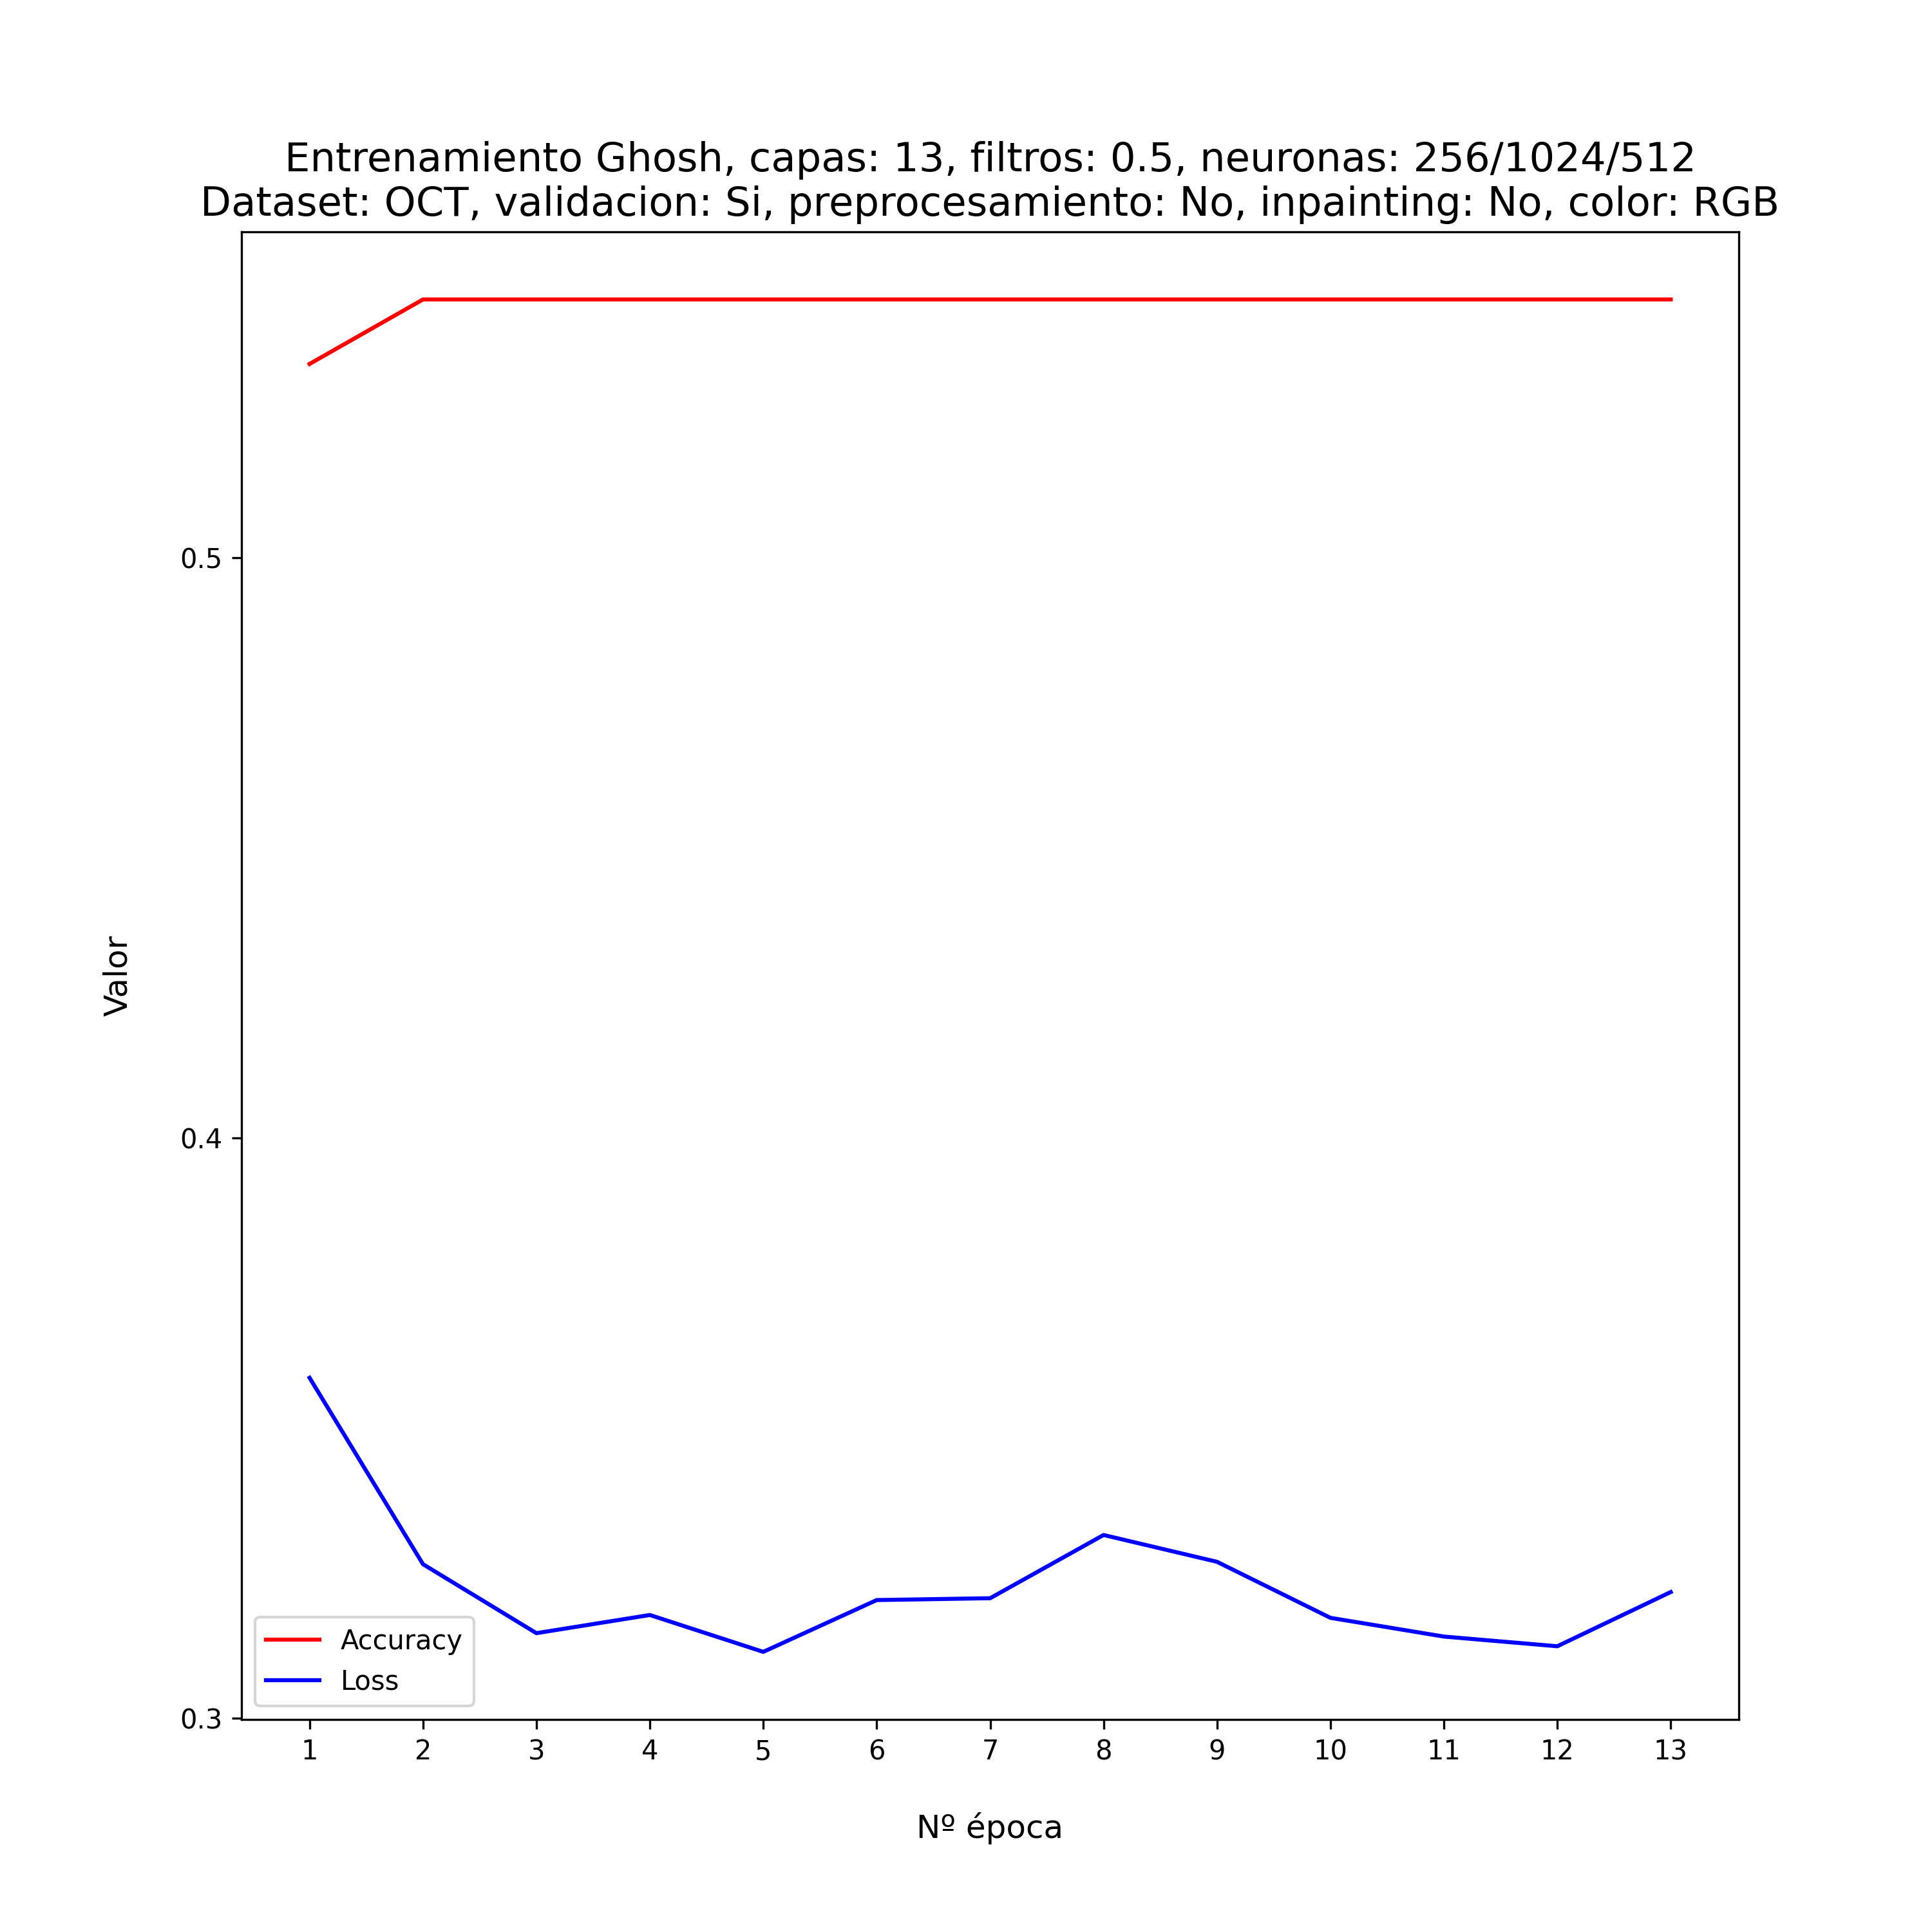 Entrenamiento Ghosh, capas: 13, filtros: 0.5, neuronas: 256/1024/512
Dataset: OCT, validacion: Si, preprocesamiento: No, inpainting: No, color: RGB
0.5
0.4
0.3
Valor
Accuracy
Loss
1 2 3 4 5 6 7 8 9 10 11 12 13
Nº época